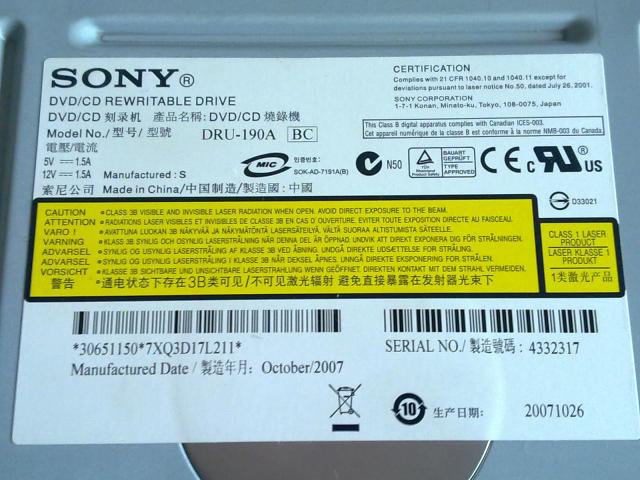 SONY®
DVD/CD REWRITABLE DRIVE
DVD/CD 刻录机 產品名稱: DVD/CD 燒錄機
Model No./型号/型號 DRU-190A BC
電壓/電流
5V ⎓ 1.5A
12V ⎓ 1.5A Manufactured : S
索尼公司 Made in China/中国制造/製造國：中國
CERTIFICATION
Complies with 21 CFR 1040.10 and 1040.11 except for
deviations pursuant to laser notice No.50, dated July 26, 2001.
SONY CORPORATION
1-7-1 Konan, Minato-ku, Tokyo, 108-0075, Japan
This Class B digital apparatus complies with Canadian ICES-003.
Cet appareil numérique de la classe B est conforme à la norme NMB-003 du Canada
MIC 인증번호:
SOK-AD-7191A(B)
N50
TÜV
BAUART GEPRÜFT
TYPE APPROVED
CE
c RU® US
D33021
CAUTION • CLASS 3B VISIBLE AND INVISIBLE LASER RADIATION WHEN OPEN. AVOID DIRECT EXPOSURE TO THE BEAM.
ATTENTION • RADIATIONS LASER VISIBLES ET INVISIBLES DE CLASSE 3B EN CAS D'OUVERTURE. EVITER TOUTE EXPOSITION DIRECTE AU FAISCEAU.
VARO ! • AVATTUNA LUOKAN 3B NÄKYVÄÄ JA NÄKYMÄTÖNTÄ LASERSÄTEILYÄ. VÄLTÄ SUORAA ALTISTUMISTA SÄTEELLE.
VARNING • KLASS 3B SYNLIG OCH OSYNLIG LASERSTRÅLNING NÄR DENNA DEL ÄR ÖPPNAD. UNDVIK ATT DIREKT EXPONERA DIG FÖR STRÅLNINGEN.
ADVARSEL • SYNLIG OG USYNLIG LASERSTRÅLING AF KLASSE 3B VED ÅBNING. UNDGÅ DIREKTE UDSÆTTELSE FOR STRÅLING.
ADVARSEL • SYNLIG OG USYNLIG LASERSTRÅLING I KLASSE 3B NÅR DEKSEL ÅPNES. UNNGÅ DIREKTE EKSPONERING FOR STRÅLEN.
VORSICHT • KLASSE 3B SICHTBARE UND UNSICHTBARE LASERSTRAHLUNG WENN GEÖFFNET. DIREKTEN KONTAKT MIT DEM STRAHL VERMEIDEN.
警告 • 通电状态下存在3B类可见/不可见激光辐射 避免直接暴露在发射器光束下
CLASS 1 LASER
PRODUCT
LASER KLASSE 1
PRODUKT
1类激光产品
*30651150*7XQ3D17L211*
Manufactured Date / 製造年月: October/2007
SERIAL NO./ 製造號碼: 4332317
10 生产日期: 20071026